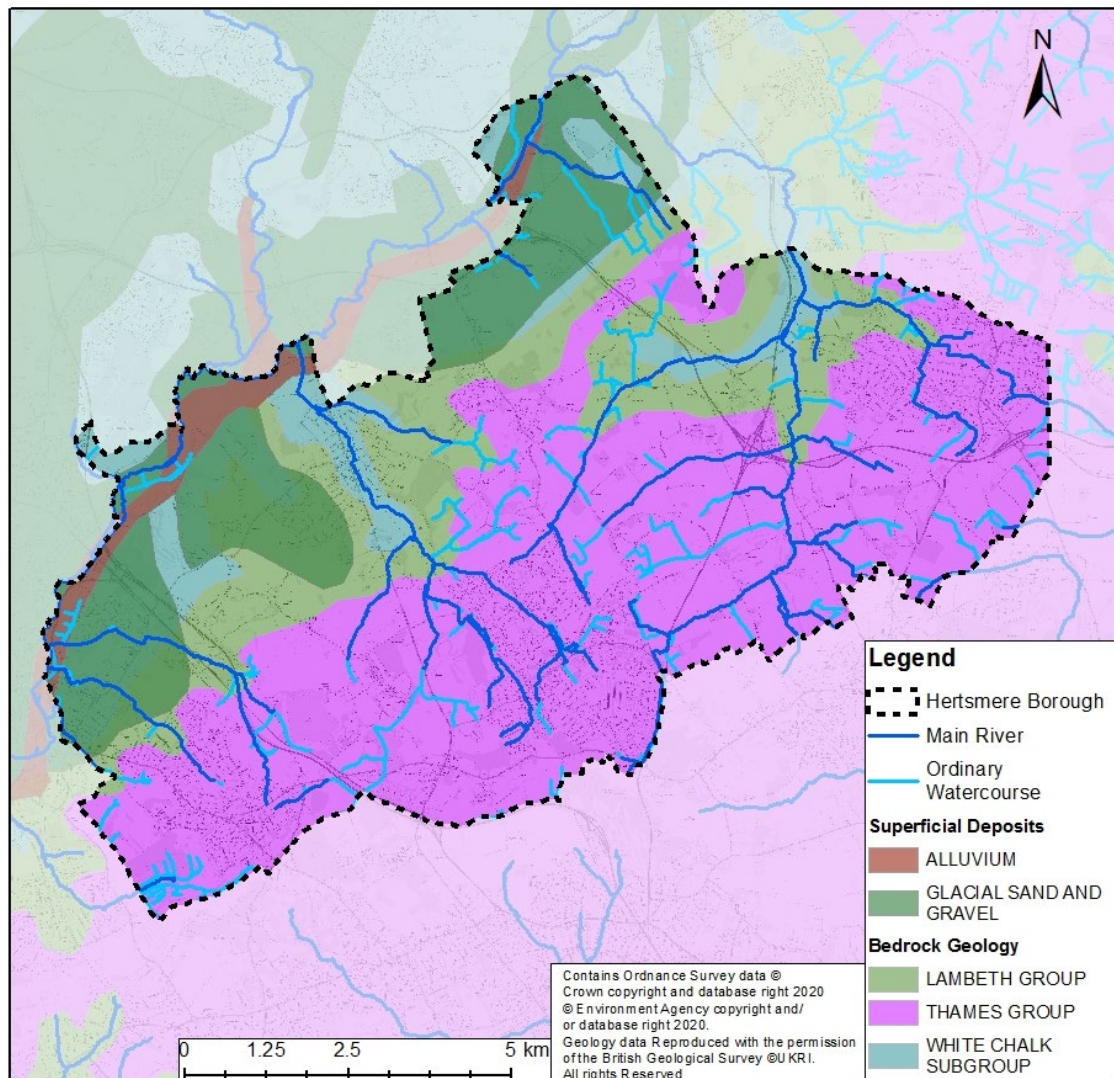 N
Legend
Hertsmere Borough
Main River
Ordinary
Watercourse
Superficial Deposits
ALLUVIUM
GLACIAL SAND AND
GRAVEL
Bedrock Geology
LAMBETH GROUP
THAMES GROUP
WHITE CHALK
SUBGROUP
Contains Ordnance Survey data ©
Crown copyright and database right 2020
© Environment Agency copyright and/
or database right 2020.
Geology data Reproduced with the permission
of the British Geological Survey ©UKRI.
All rights Reserved
0 1.25 2.5 5 km